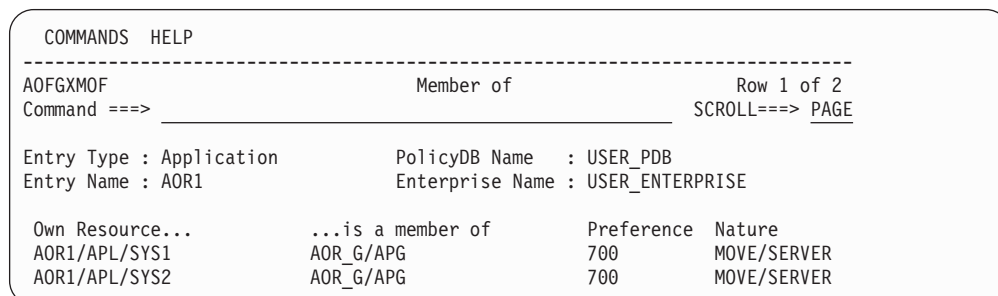 COMMANDS HELP
-------------------------------------------------------------------------------
AOFGXMOF Member of Row 1 of 2
Command ===> SCROLL===> PAGE
Entry Type : Application PolicyDB Name : USER_PDB
Entry Name : AOR1 Enterprise Name : USER_ENTERPRISE
Own Resource... ...is a member of Preference Nature
AOR1/APL/SYS1 AOR_G/APG 700 MOVE/SERVER
AOR1/APL/SYS2 AOR_G/APG 700 MOVE/SERVER